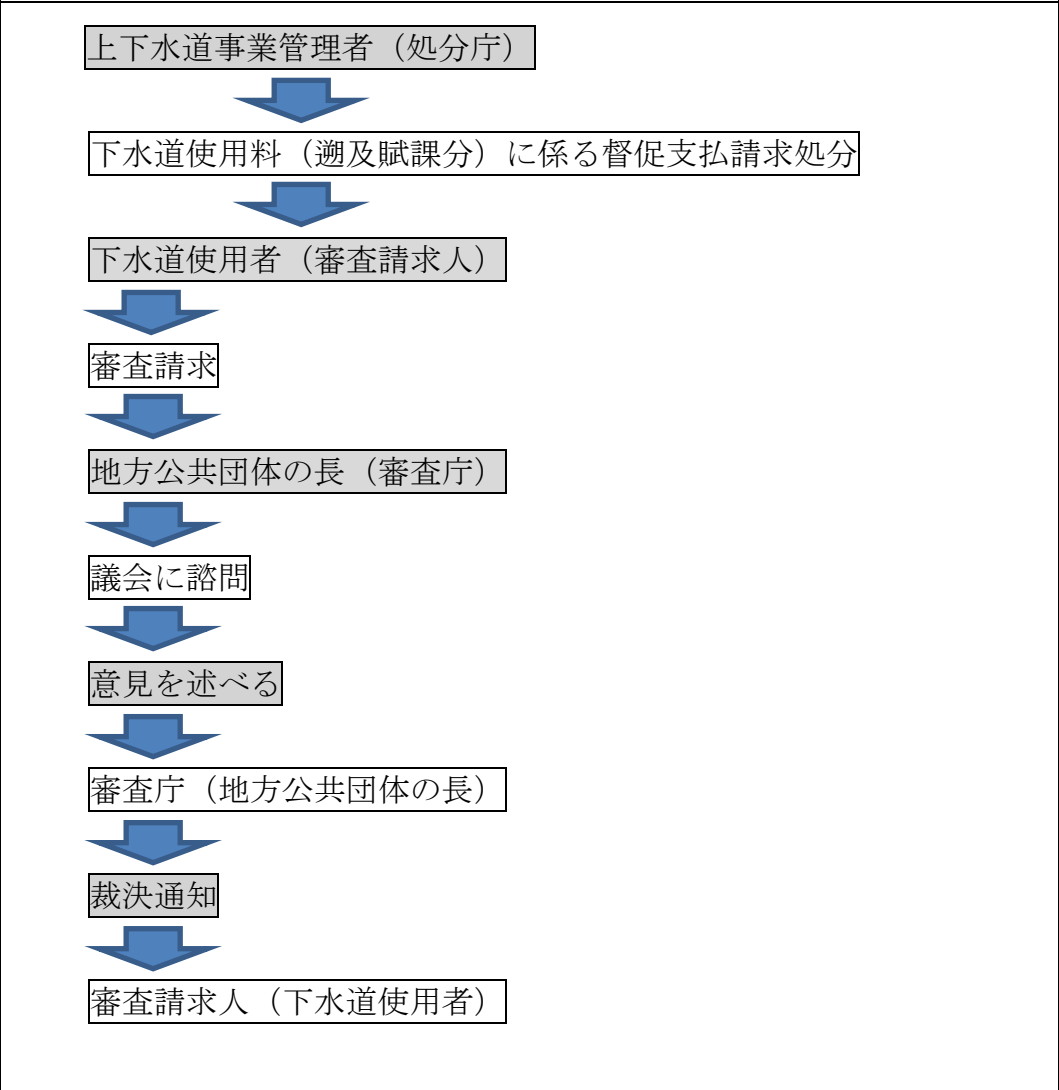 上下水道事業管理者（処分庁）
下水道使用料（遡及賦課分）に係る督促支払請求処分
下水道使用者（審査請求人）
審査請求
地方公共団体の長（審査庁）
議会に諮問
意見を述べる
審査庁（地方公共団体の長）
裁決通知
審査請求人（下水道使用者）